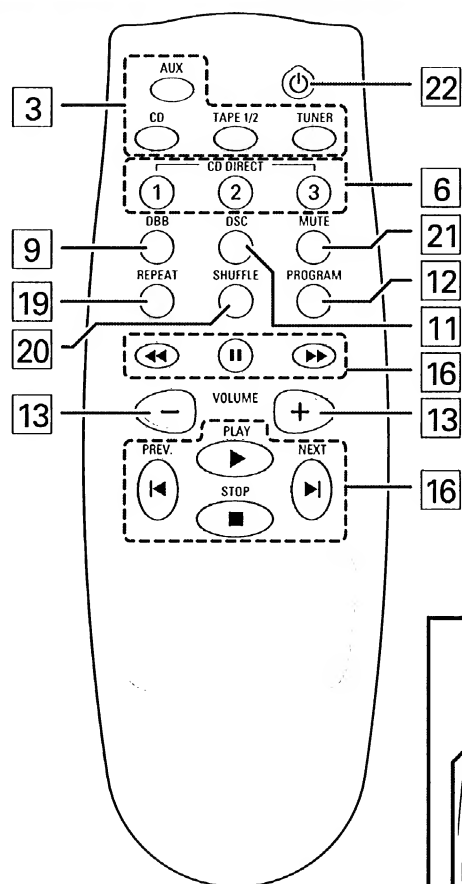 AUX
22
3
CD TAPE 1/2 TUNER
CD DIRECT
1 2 3
6
DBB DSC MUTE
9
21
REPEAT SHUFFLE PROGRAM
12
19
11
20
16
13
VOLUME
13
PLAY
PREV. NEXT
STOP
16